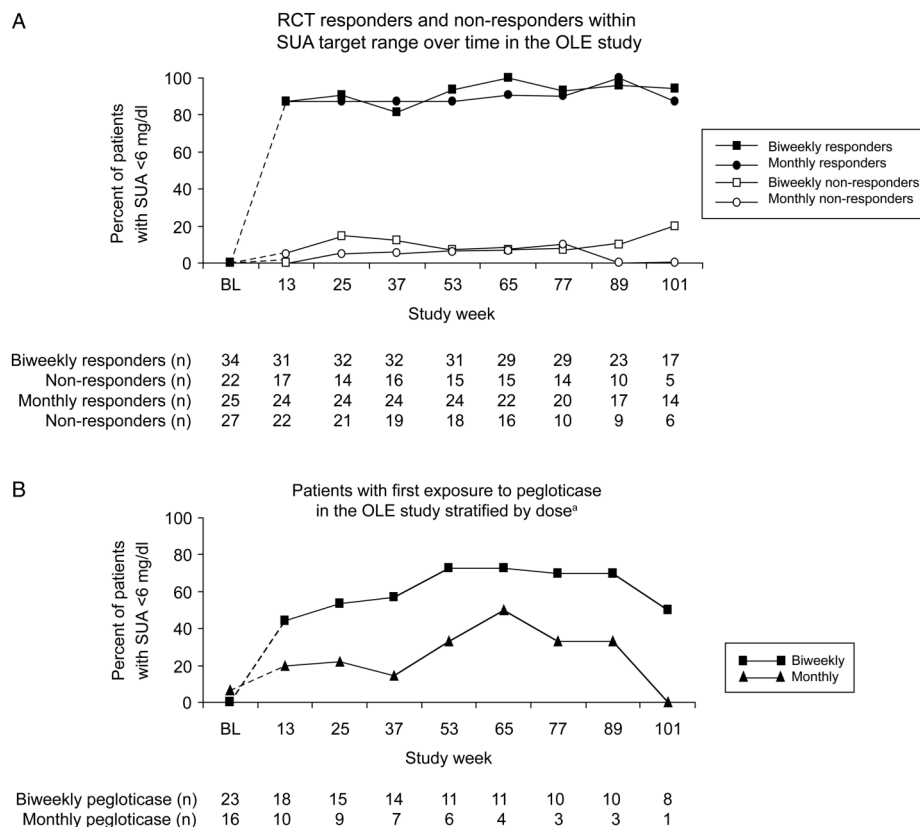 A
RCT responders and non-responders within
SUA target range over time in the OLE study
Percent of patients
with SUA <6 mg/dl
100
80
60
40
20
0
BL 13 25 37 53 65 77 89 101
Study week
Biweekly responders
Monthly responders
Biweekly non-responders
Monthly non-responders
Biweekly responders (n) 34 31 32 32 31 29 29 23 17
Non-responders (n) 22 17 14 16 15 15 14 10 5
Monthly responders (n) 25 24 24 24 24 22 20 17 14
Non-responders (n) 27 22 21 19 18 16 10 9 6
B
Patients with first exposure to pegloticase
in the OLE study stratified by doseᵃ
Percent of patients
with SUA <6 mg/dl
100
80
60
40
20
0
BL 13 25 37 53 65 77 89 101
Study week
Biweekly
Monthly
Biweekly pegloticase (n) 23 18 15 14 11 11 10 10 8
Monthly pegloticase (n) 16 10 9 7 6 4 3 3 1